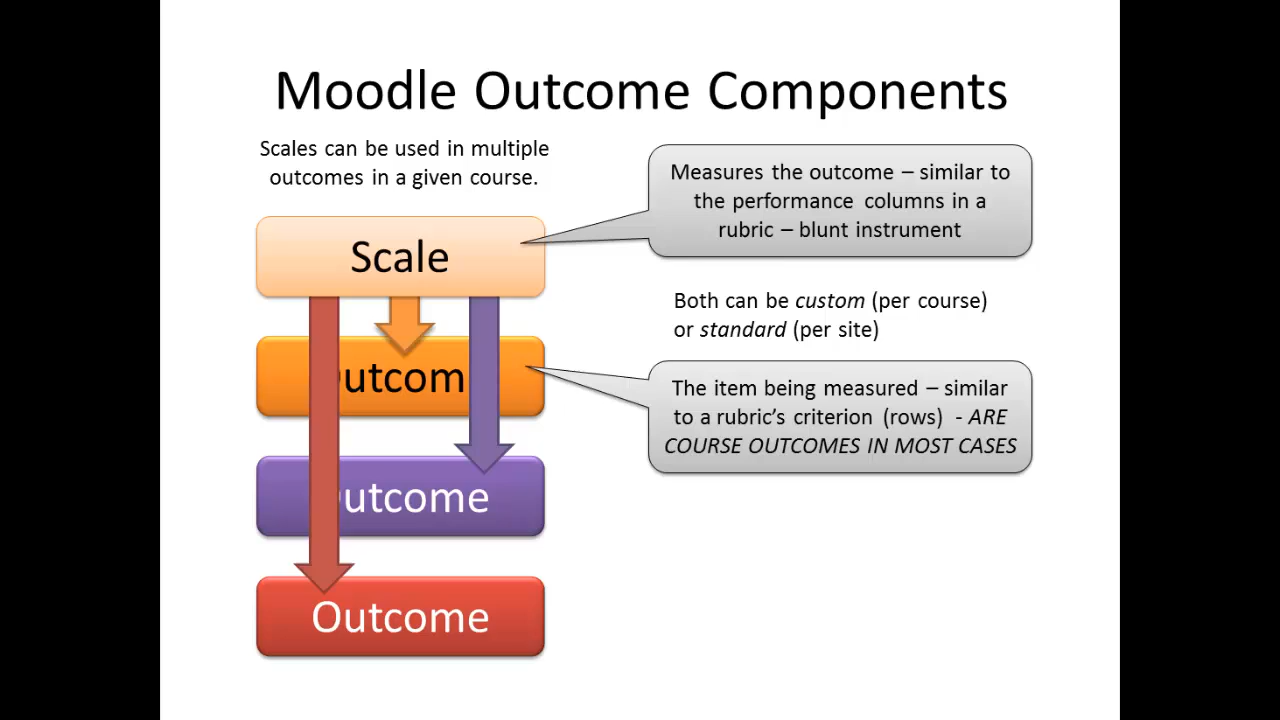 Moodle Outcome Components
Scales can be used in multiple
outcomes in a given course.
Measures the outcome – similar to
the performance columns in a
rubric – blunt instrument
Scale
Both can be custom (per course)
or standard (per site)
utcom
The item being measured – similar
to a rubric’s criterion (rows) - ARE
COURSE OUTCOMES IN MOST CASES
utcome
Outcome